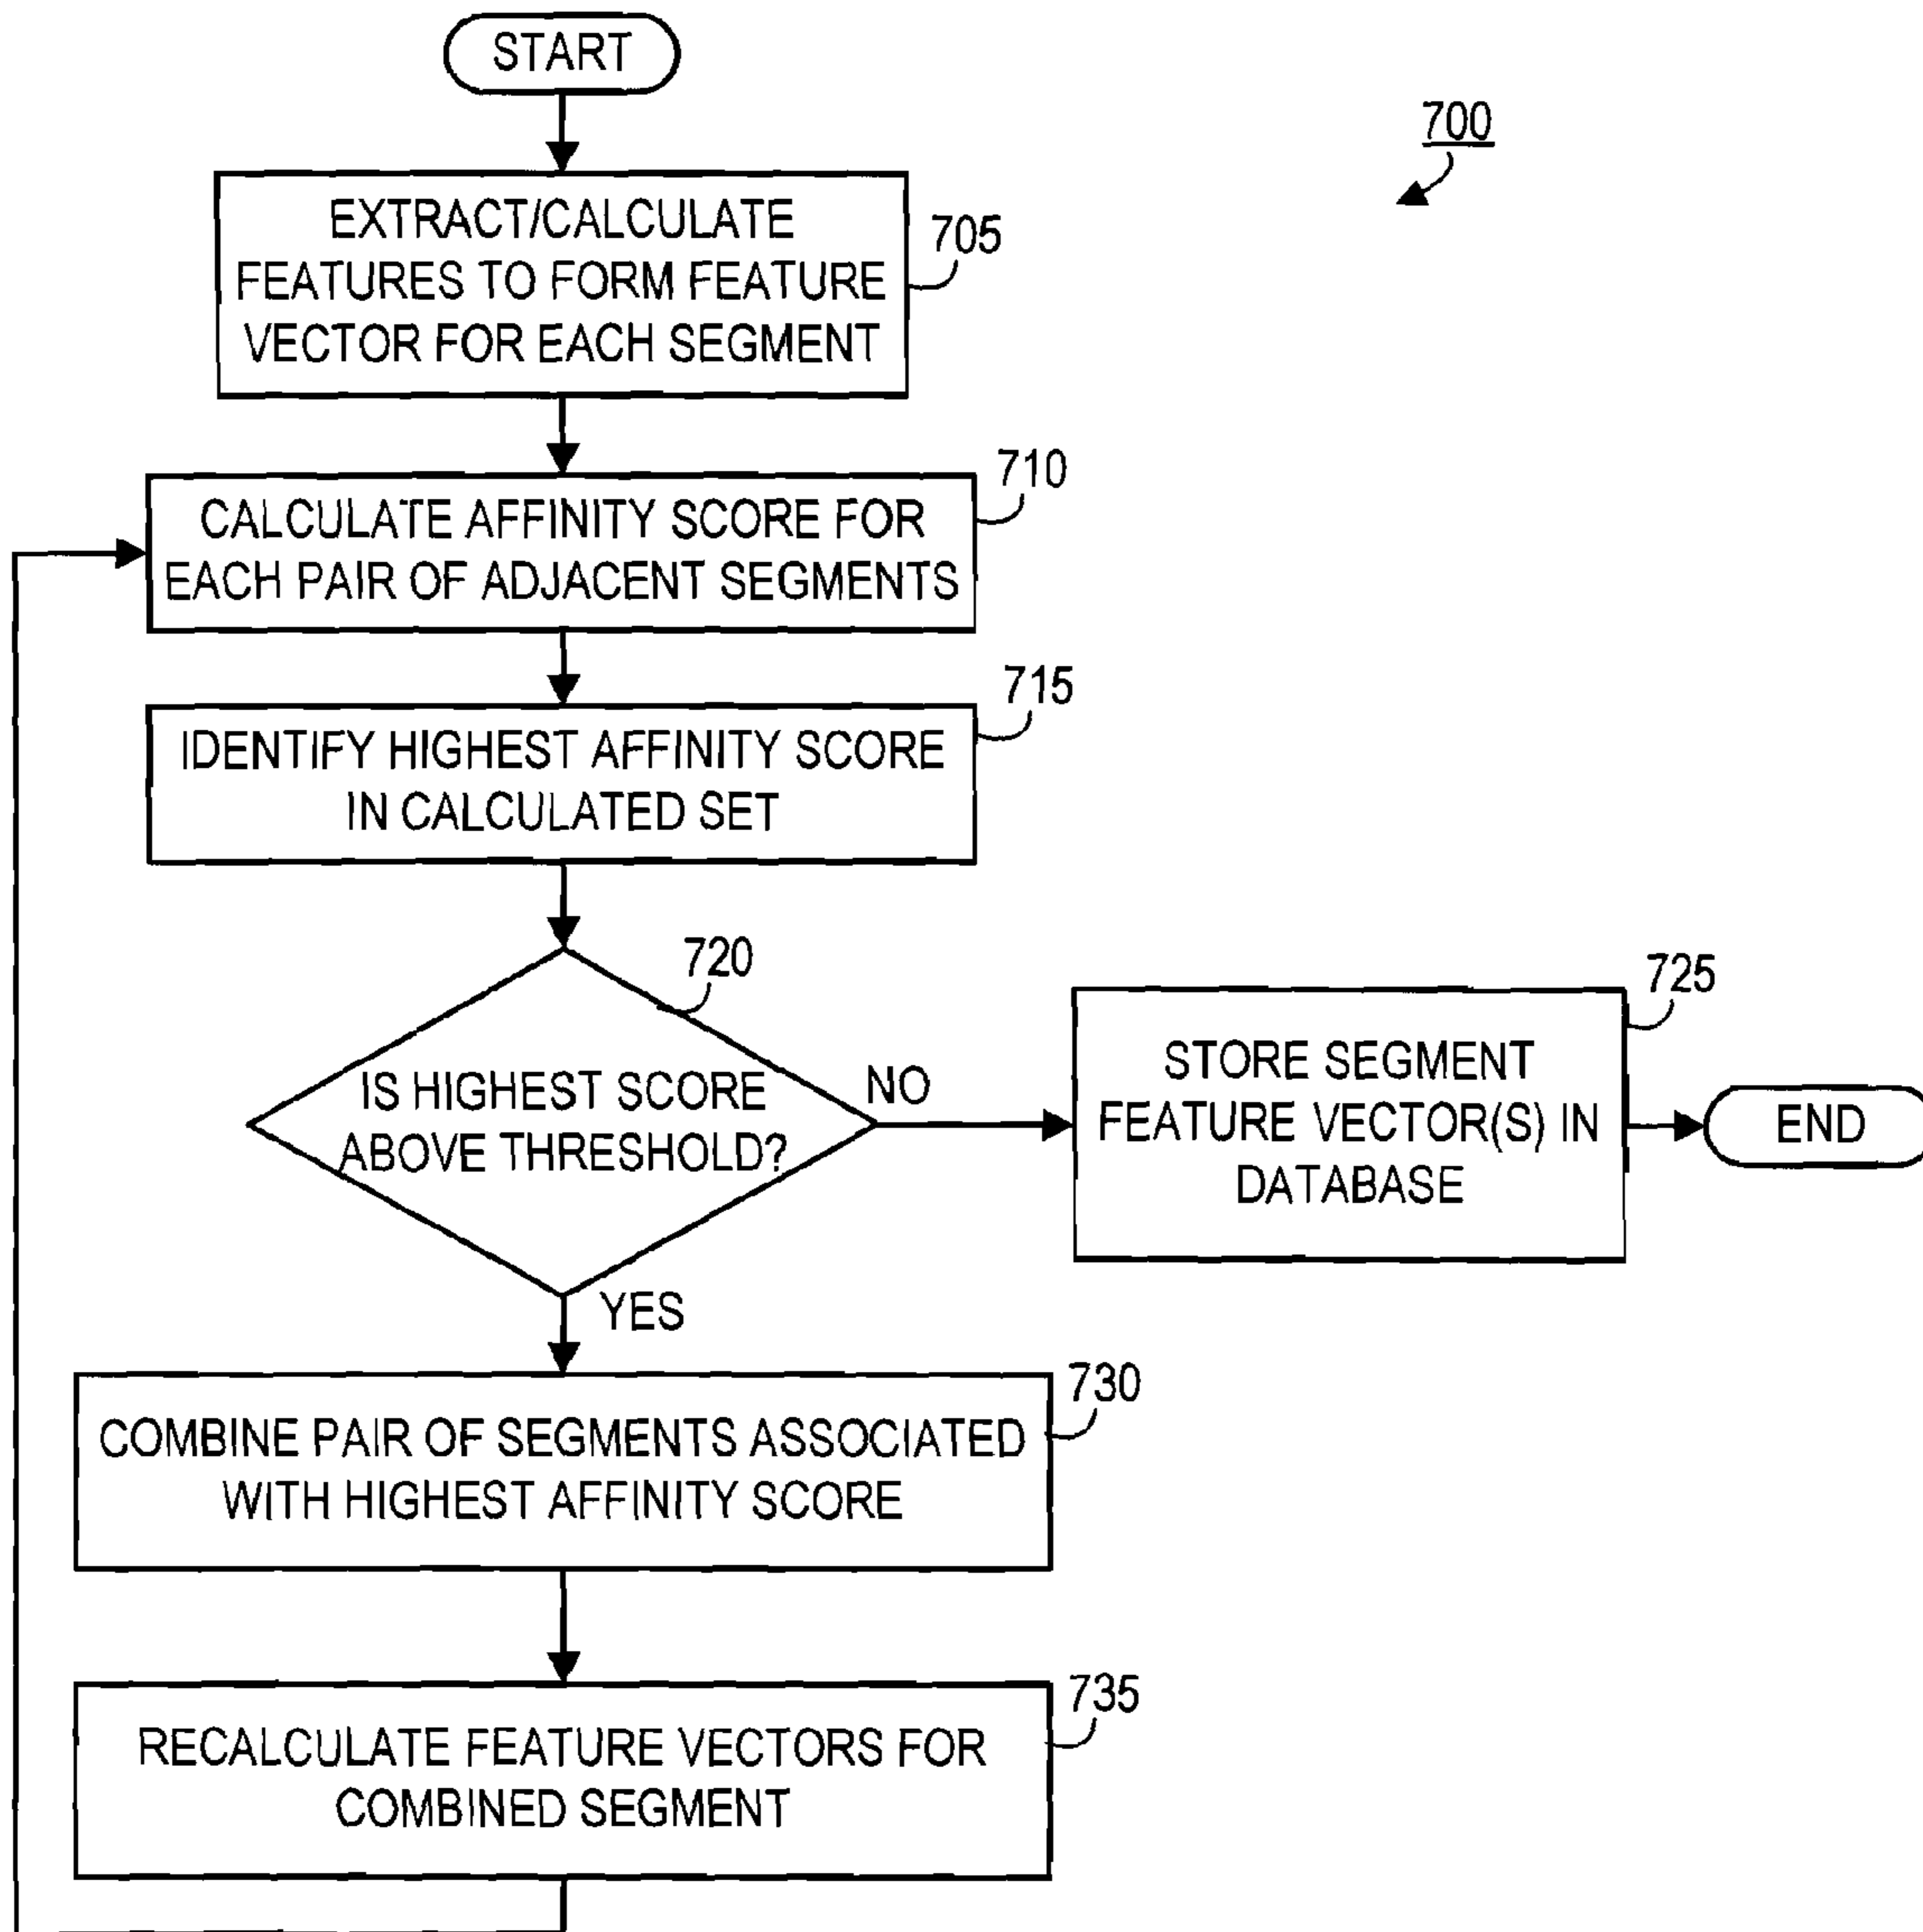 START
700
EXTRACT/CALCULATE
FEATURES TO FORM FEATURE
VECTOR FOR EACH SEGMENT
705
CALCULATE AFFINITY SCORE FOR
EACH PAIR OF ADJACENT SEGMENTS
710
IDENTIFY HIGHEST AFFINITY SCORE
IN CALCULATED SET
715
IS HIGHEST SCORE
ABOVE THRESHOLD?
720
NO
STORE SEGMENT
FEATURE VECTOR(S) IN
DATABASE
725
END
YES
COMBINE PAIR OF SEGMENTS ASSOCIATED
WITH HIGHEST AFFINITY SCORE
730
RECALCULATE FEATURE VECTORS FOR
COMBINED SEGMENT
735